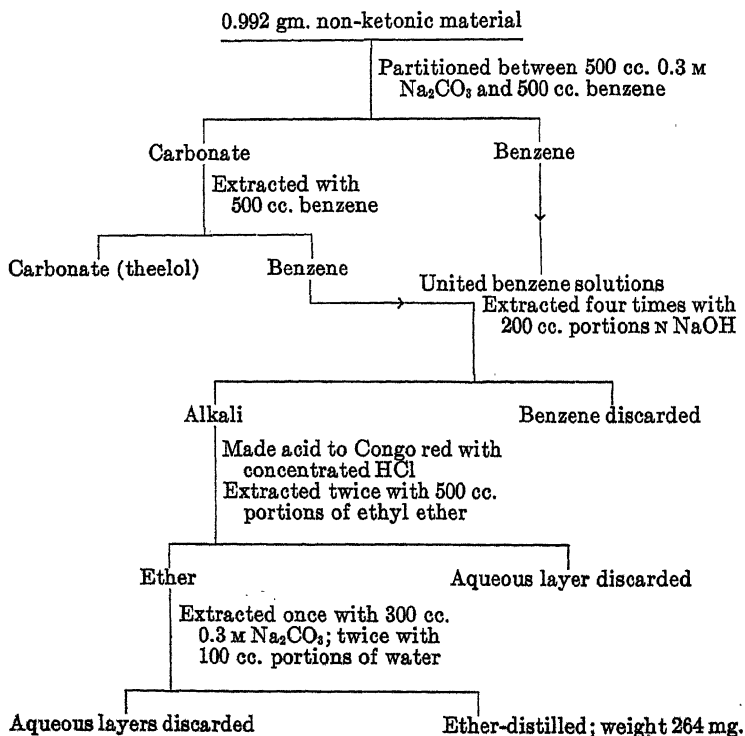 0.992 gm. non-ketonic material
Partitioned between 500 cc. 0.3 M
Na₂CO₃ and 500 cc. benzene
Carbonate
Benzene
Extracted with
500 cc. benzene
Carbonate (theelol)
Benzene
United benzene solutions
Extracted four times with
200 cc. portions N NaOH
Alkali
Benzene discarded
Made acid to Congo red with
concentrated HCl
Extracted twice with 500 cc.
portions of ethyl ether
Ether
Aqueous layer discarded
Extracted once with 300 cc.
0.3 M Na₂CO₃; twice with
100 cc. portions of water
Aqueous layers discarded
Ether-distilled; weight 264 mg.